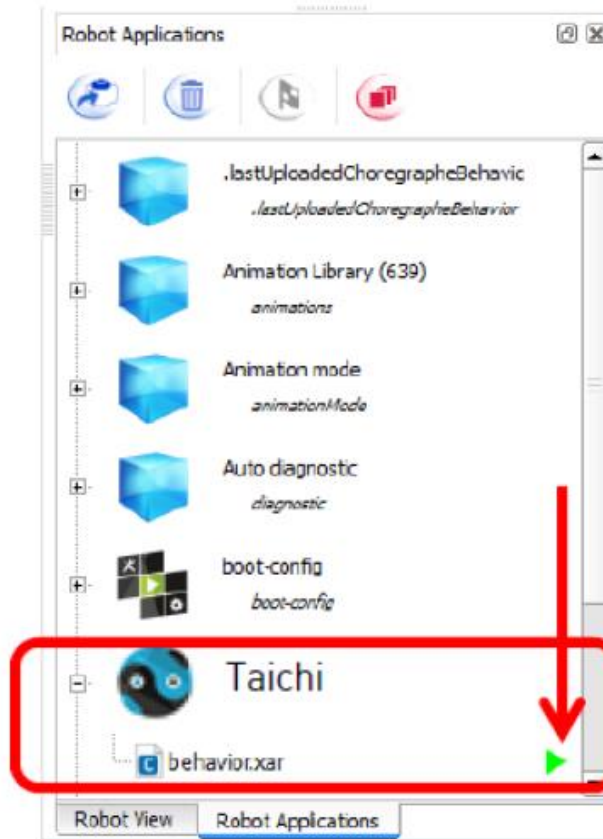 Robot Applications
.lastUploadedChoregrapheBehavic
.lastUploadedChoregrapheBehavior
Animation Library (639)
animations
Animation mode
animationMode
Auto diagnostic
diagnostic
boot-config
boot-config
Taichi
behavior.xar
Robot View
Robot Applications